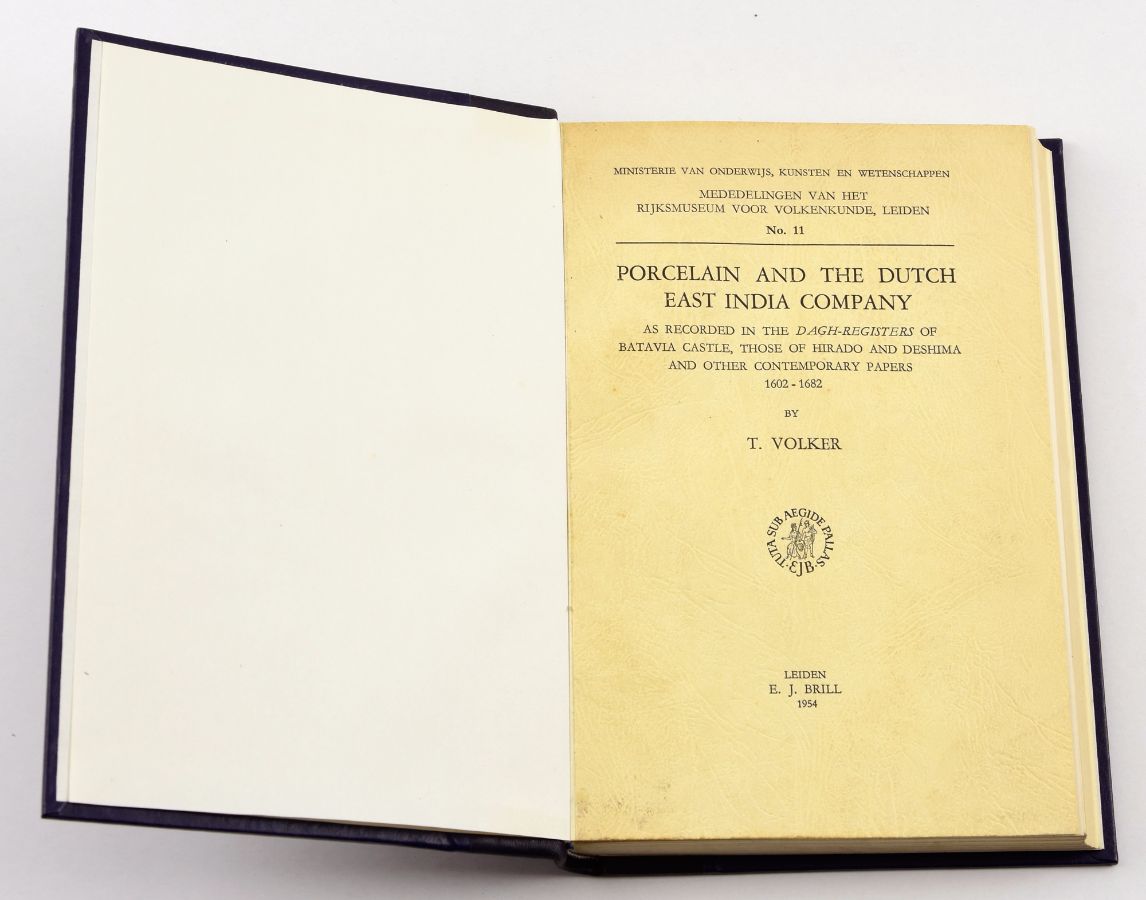 MINISTERIE VAN ONDERWIJS, KUNSTEN EN WETENSCHAPPEN
MEDEDELINGEN VAN HET
RIJKSMUSEUM VOOR VOLKENKUNDE, LEIDEN
No. 11
PORCELAIN AND THE DUTCH
EAST INDIA COMPANY
AS RECORDED IN THE DAGH-REGISTERS OF
BATAVIA CASTLE, THOSE OF HIRADO AND DESHIMA
AND OTHER CONTEMPORARY PAPERS
1602 - 1682
BY
T. VOLKER
TUTA SUB AEGIDE PALLAS
· EJB ·
LEIDEN
E. J. BRILL
1954